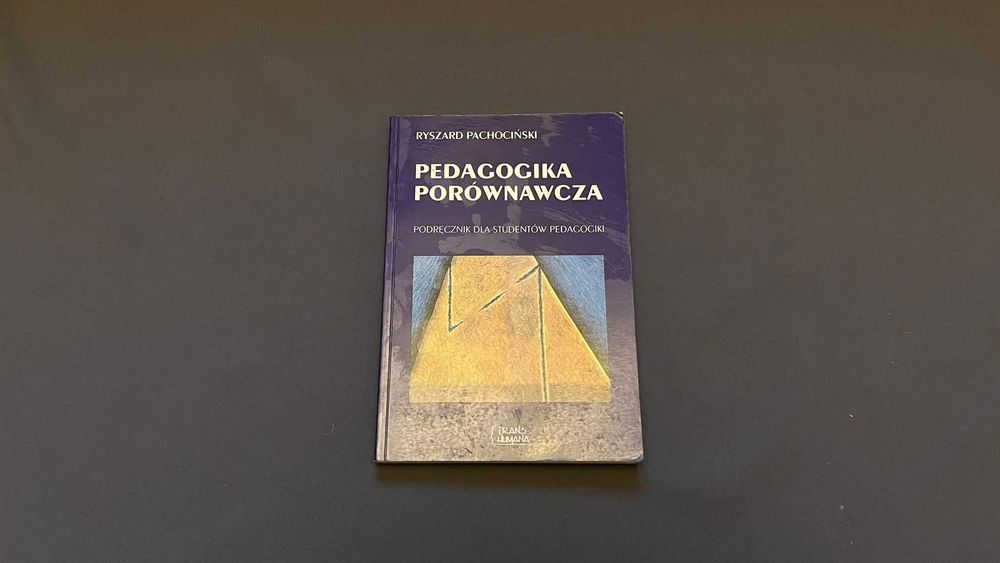 RYSZARD PACHOCIŃSKI
PEDAGOGIKA
PORÓWNAWCZA
PODRĘCZNIK DLA STUDENTÓW PEDAGOGIKI
TRANS
HUMANA